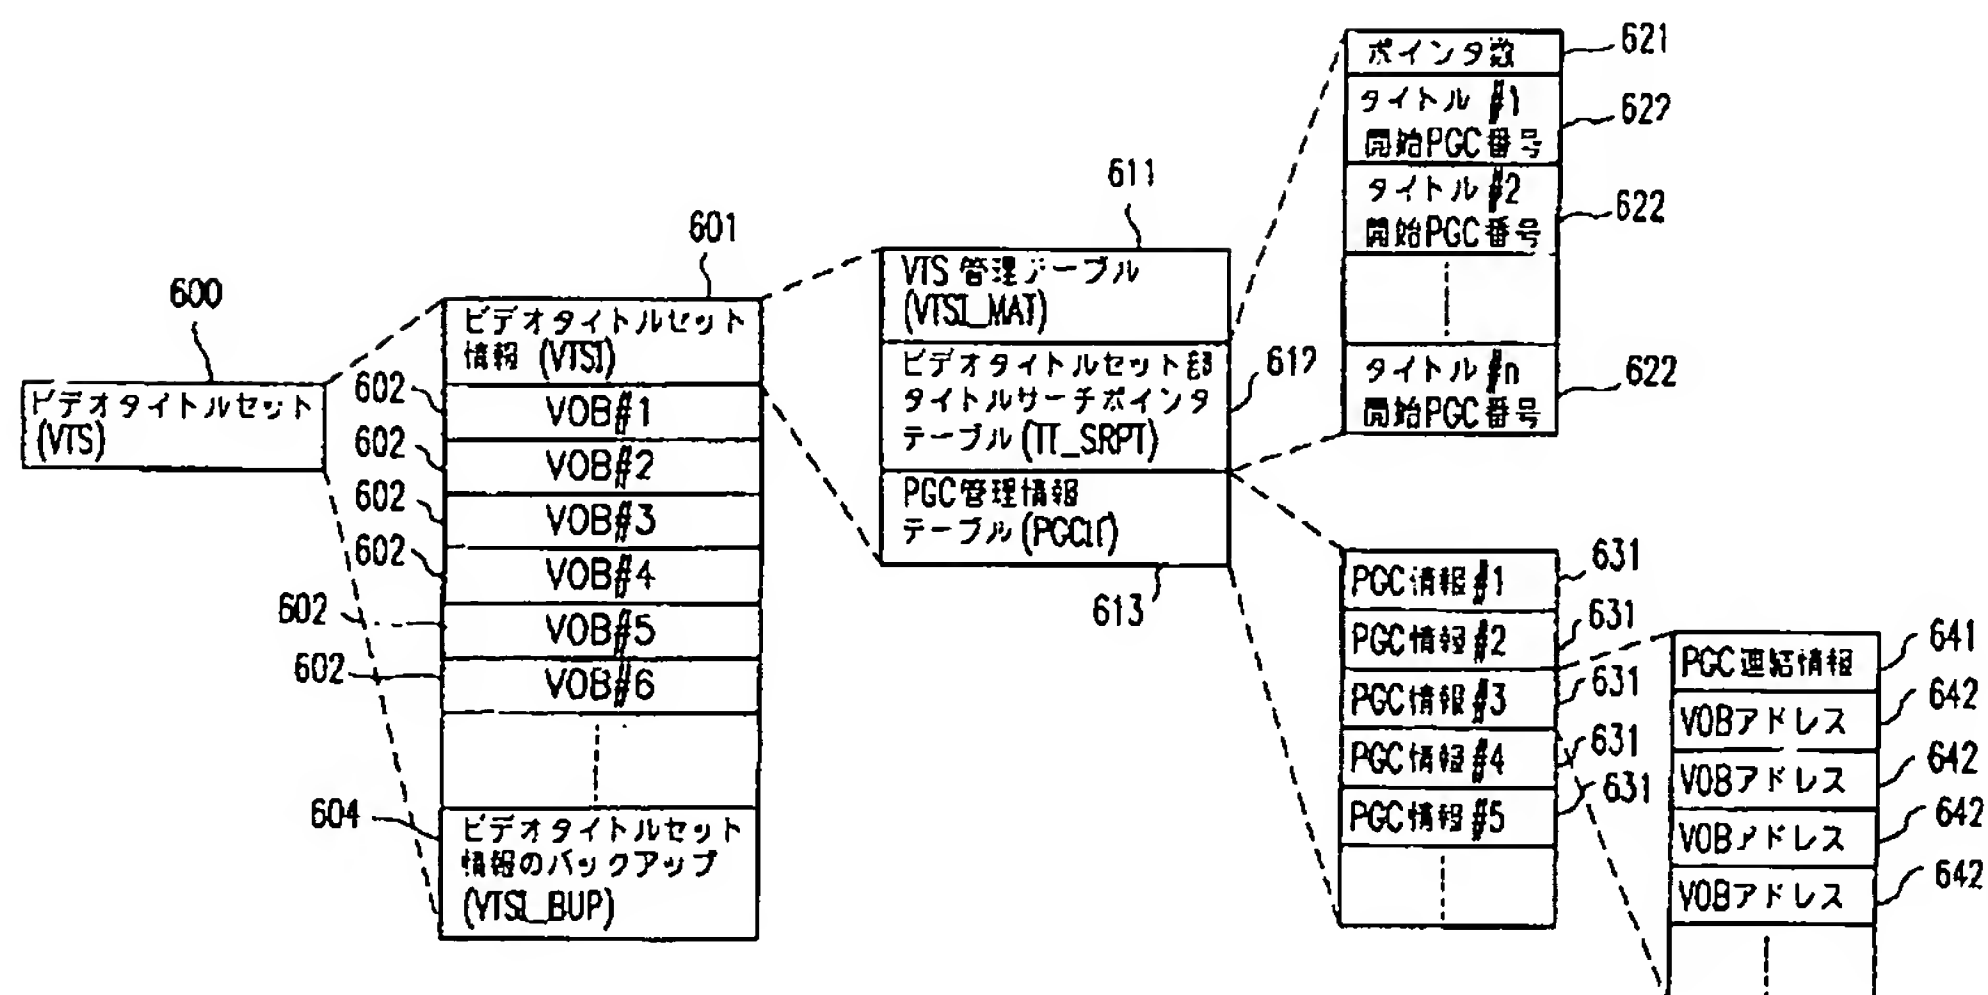 600
ビデオタイトルセット
(VTS)
601
ビデオタイトルセット
情報 (VTSI)
602
VOB#1
602
VOB#2
602
VOB#3
602
VOB#4
602
VOB#5
602
VOB#6
604
ビデオタイトルセット
情報のバックアップ
(VTSI_BUP)
611
VTS 管理テーブル
(VTSI_MAT)
ビデオタイトルセット部
タイトルサーチポインタ
テーブル(TT_SRPT)
612
PGC管理情報
テーブル(PGCIT)
613
ポインタ数
621
タイトル #1
開始PGC番号
622
タイトル #2
開始PGC番号
622
タイトル #n
開始PGC番号
622
PGC情報#1
631
PGC情報#2
631
PGC情報#3
631
PGC情報#4
631
PGC情報#5
631
PGC連結情報
641
VOBアドレス
642
VOBアドレス
642
VOBアドレス
642
VOBアドレス
642